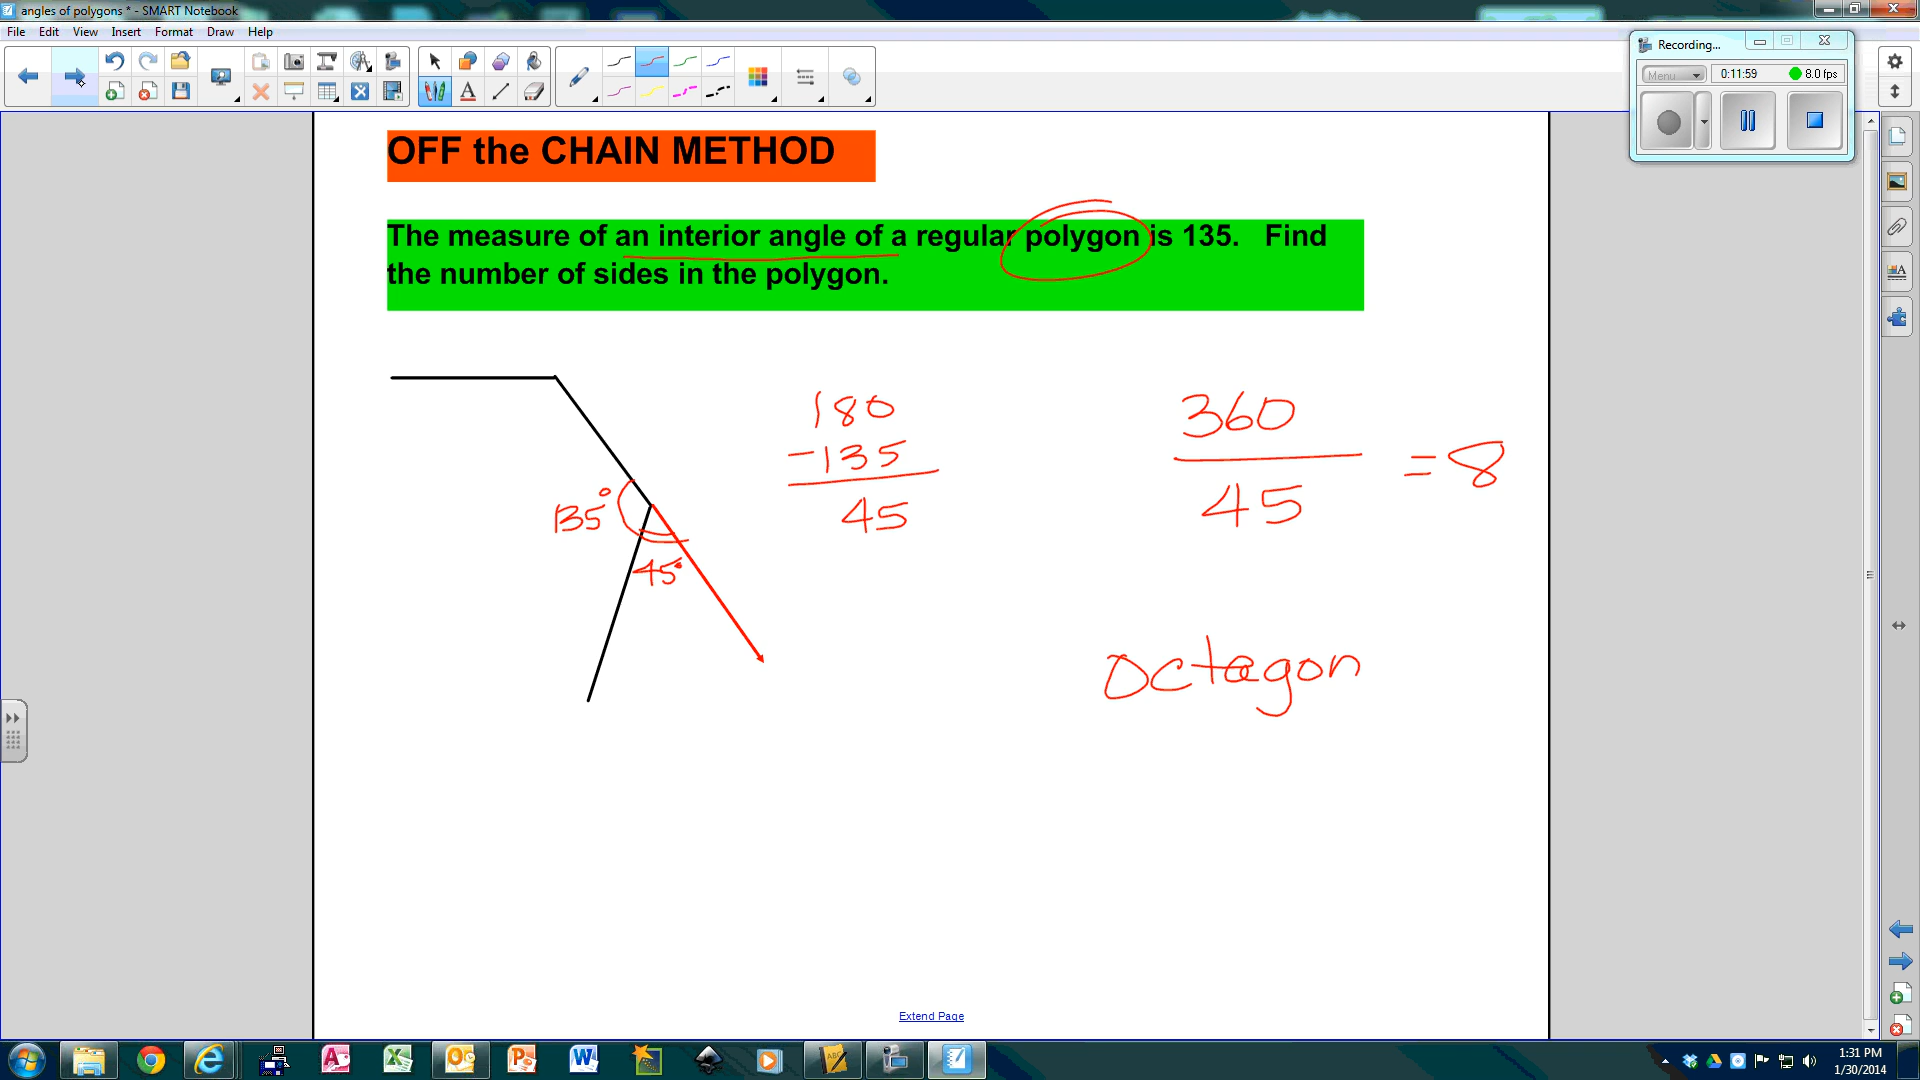 angles of polygons * - SMART Notebook
File Edit View Insert Format Draw Help
Recording...
Menu 0:11:59 8.0 fps
OFF the CHAIN METHOD
The measure of an interior angle of a regular polygon is 135. Find
the number of sides in the polygon.
180
-135
45
360
45
= 8
135°
45°
octagon
Extend Page
1:31 PM
1/30/2014